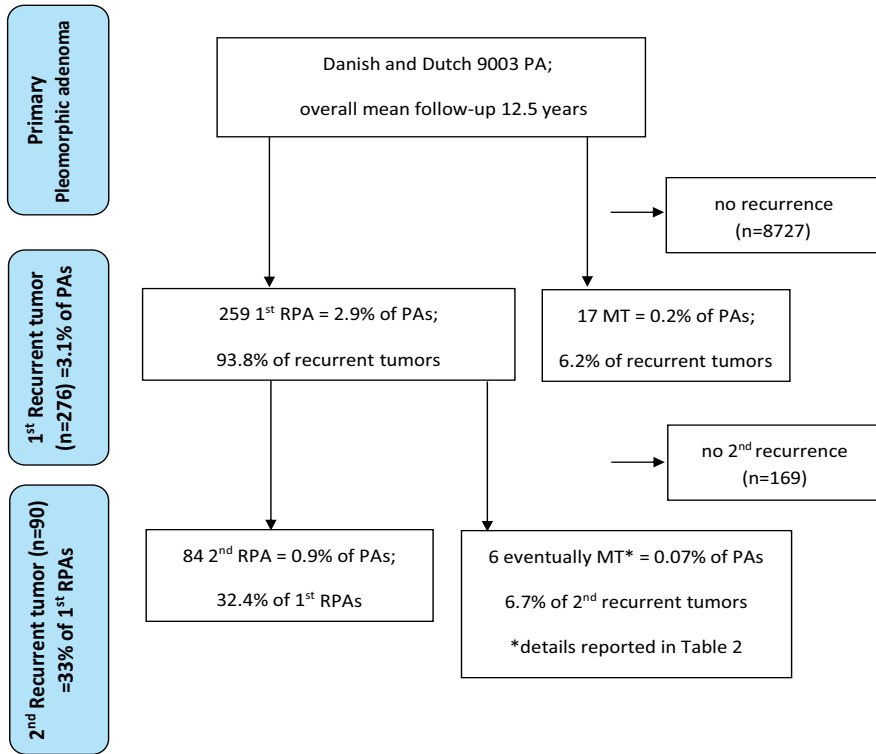 Primary
Pleomorphic adenoma
Danish and Dutch 9003 PA;
overall mean follow-up 12.5 years
no recurrence
(n=8727)
1st Recurrent tumor
(n=276) =3.1% of PAs
259 1st RPA = 2.9% of PAs;
93.8% of recurrent tumors
17 MT = 0.2% of PAs;
6.2% of recurrent tumors
no 2nd recurrence
(n=169)
2nd Recurrent tumor (n=90)
=33% of 1st RPAs
84 2nd RPA = 0.9% of PAs;
32.4% of 1st RPAs
6 eventually MT* = 0.07% of PAs
6.7% of 2nd recurrent tumors
*details reported in Table 2